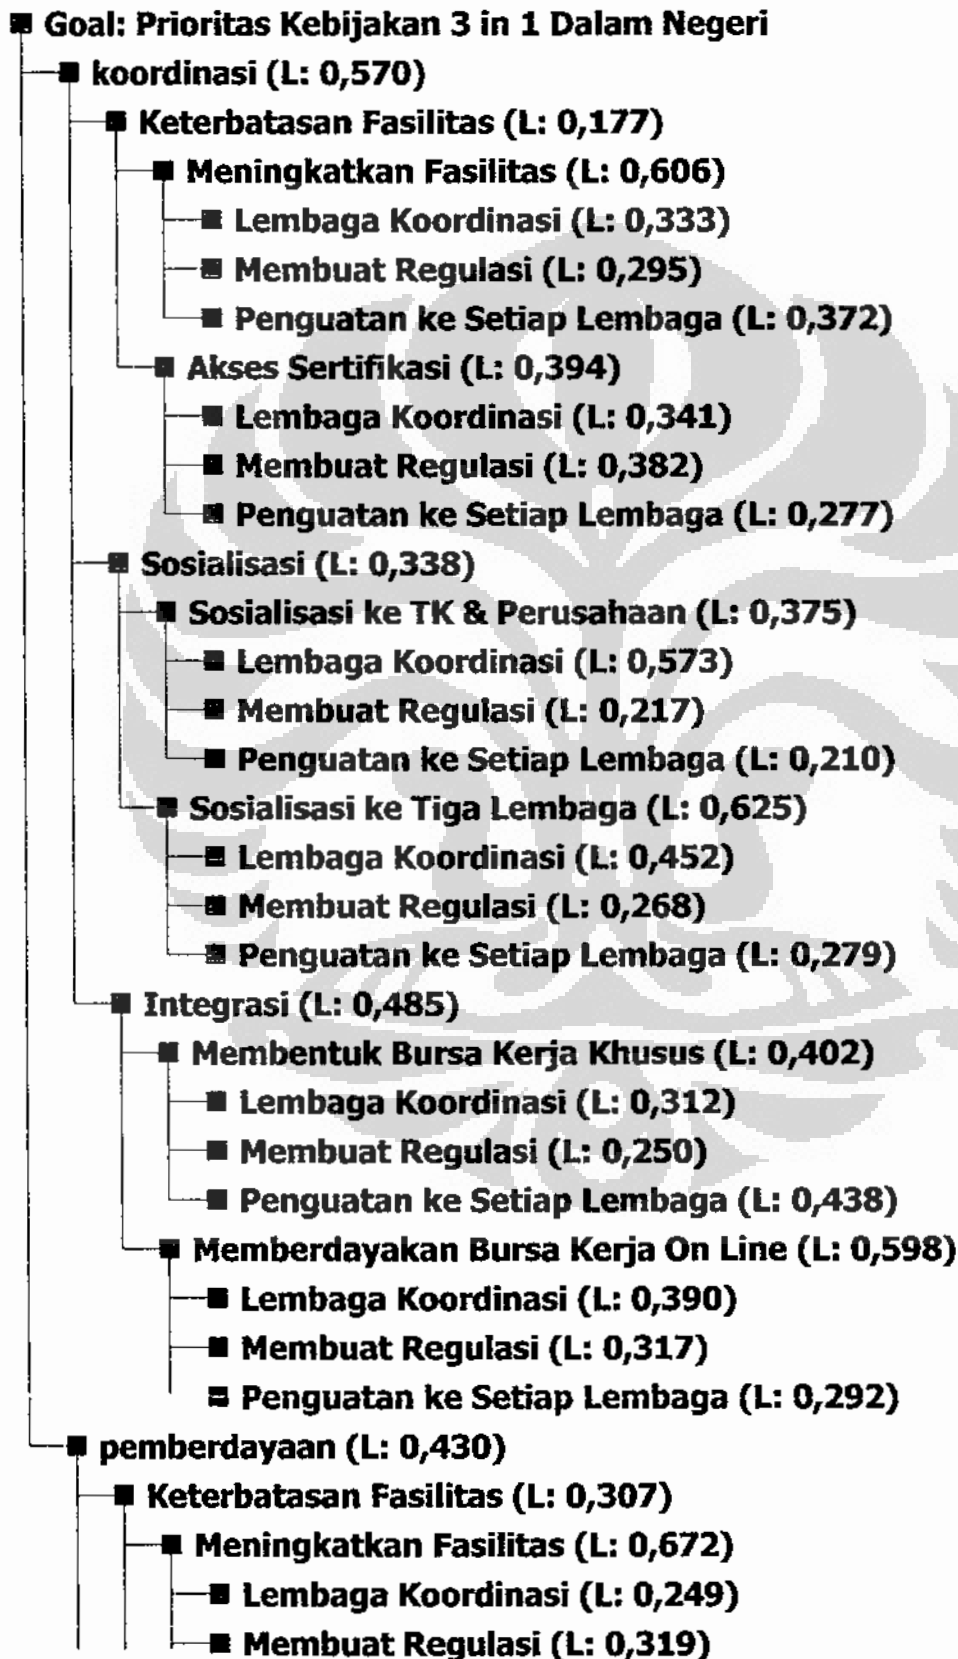 Goal: Prioritas Kebijakan 3 in 1 Dalam Negeri
koordinasi (L: 0,570)
Keterbatasan Fasilitas (L: 0,177)
Meningkatkan Fasilitas (L: 0,606)
Lembaga Koordinasi (L: 0,333)
Membuat Regulasi (L: 0,295)
Penguatan ke Setiap Lembaga (L: 0,372)
Akses Sertifikasi (L: 0,394)
Lembaga Koordinasi (L: 0,341)
Membuat Regulasi (L: 0,382)
Penguatan ke Setiap Lembaga (L: 0,277)
Sosialisasi (L: 0,338)
Sosialisasi ke TK & Perusahaan (L: 0,375)
Lembaga Koordinasi (L: 0,573)
Membuat Regulasi (L: 0,217)
Penguatan ke Setiap Lembaga (L: 0,210)
Sosialisasi ke Tiga Lembaga (L: 0,625)
Lembaga Koordinasi (L: 0,452)
Membuat Regulasi (L: 0,268)
Penguatan ke Setiap Lembaga (L: 0,279)
Integrasi (L: 0,485)
Membentuk Bursa Kerja Khusus (L: 0,402)
Lembaga Koordinasi (L: 0,312)
Membuat Regulasi (L: 0,250)
Penguatan ke Setiap Lembaga (L: 0,438)
Memberdayakan Bursa Kerja On Line (L: 0,598)
Lembaga Koordinasi (L: 0,390)
Membuat Regulasi (L: 0,317)
Penguatan ke Setiap Lembaga (L: 0,292)
pemberdayaan (L: 0,430)
Keterbatasan Fasilitas (L: 0,307)
Meningkatkan Fasilitas (L: 0,672)
Lembaga Koordinasi (L: 0,249)
Membuat Regulasi (L: 0,319)